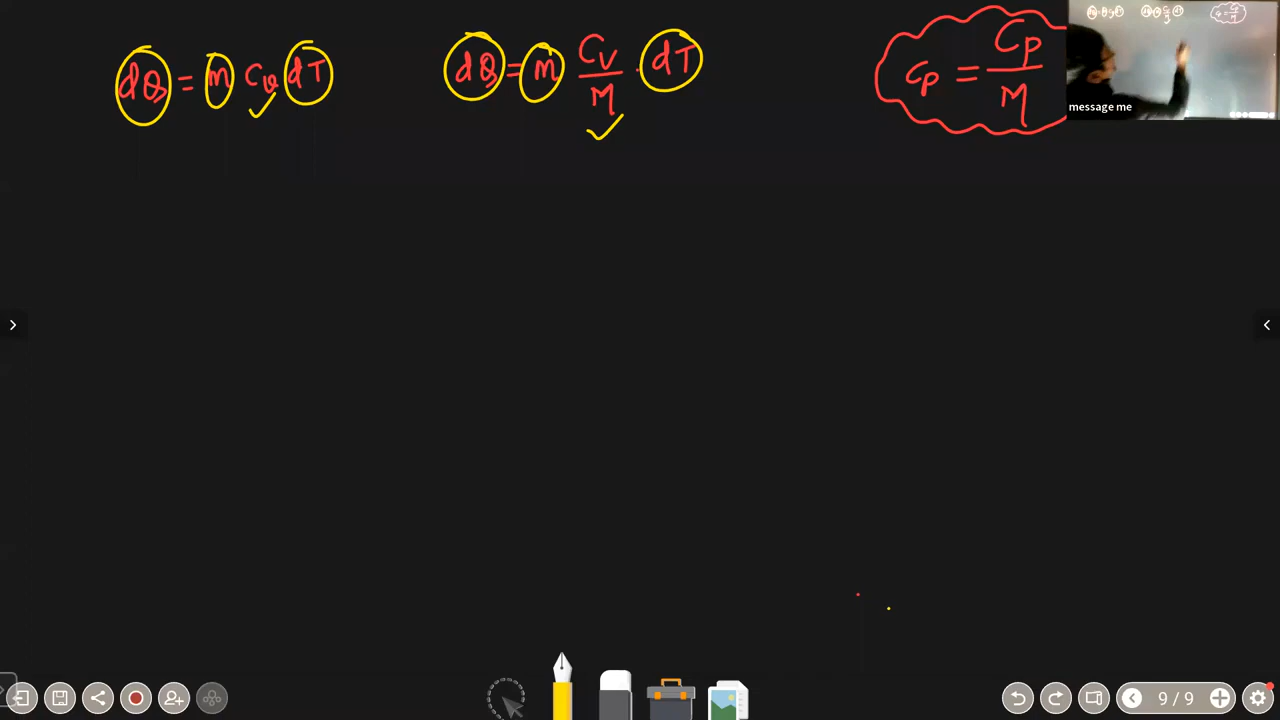 dQ = m cv dT
dQ = m Cv/M . dT
cp = Cp/M
message me
9 / 9